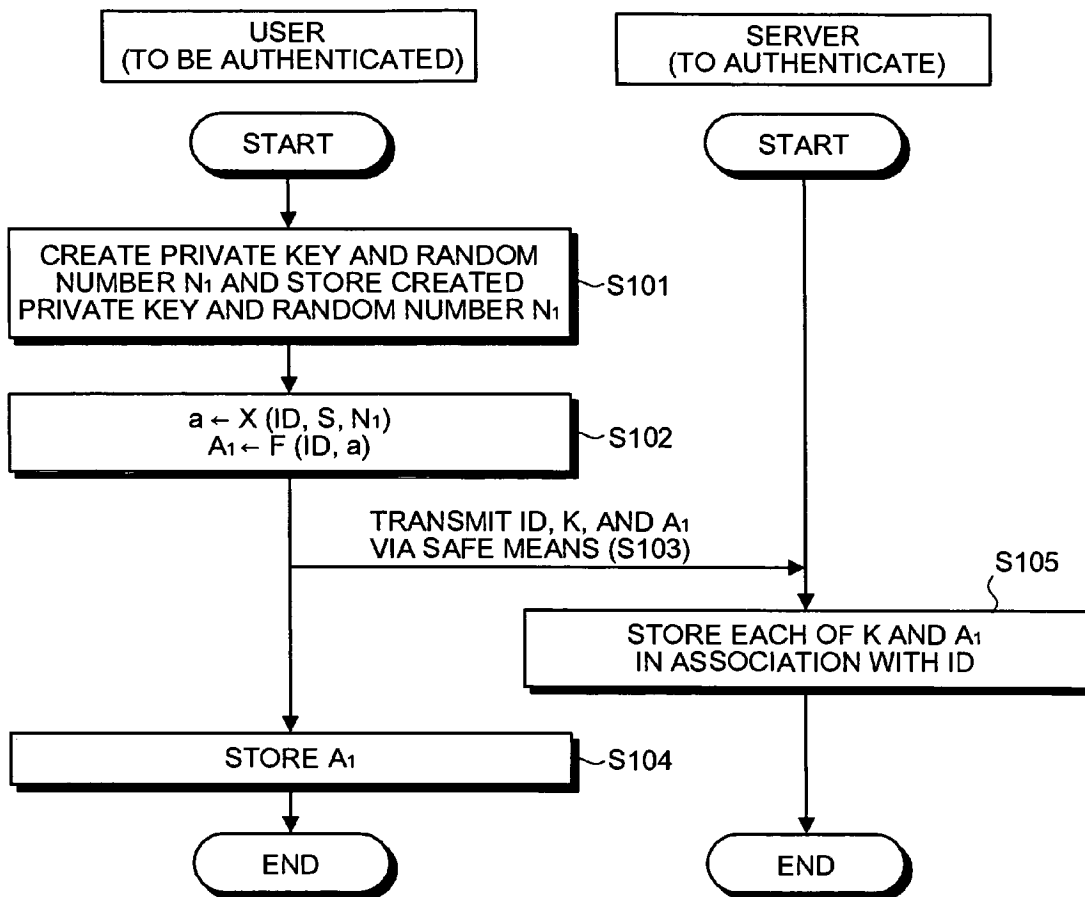 USER
(TO BE AUTHENTICATED)
SERVER
(TO AUTHENTICATE)
START
START
CREATE PRIVATE KEY AND RANDOM
NUMBER N₁ AND STORE CREATED
PRIVATE KEY AND RANDOM NUMBER N₁
S101
a ← X (ID, S, N₁)
A₁ ← F (ID, a)
S102
TRANSMIT ID, K, AND A₁
VIA SAFE MEANS (S103)
S105
STORE EACH OF K AND A₁
IN ASSOCIATION WITH ID
STORE A₁
S104
END
END